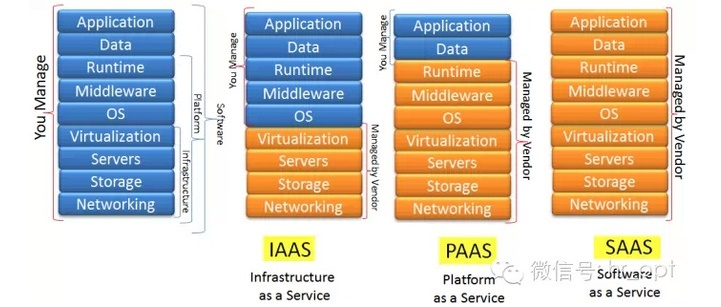 You Manage
Application
Data
Runtime
Middleware
OS
Virtualization
Servers
Storage
Networking
Infrastructure
Platform
Software
You Manage
Application
Data
Runtime
Middleware
OS
Virtualization
Servers
Storage
Networking
Managed by Vendor
IAAS
Infrastructure
as a Service
You Manage
Application
Data
Runtime
Middleware
OS
Virtualization
Servers
Storage
Networking
Managed by Vendor
PAAS
Platform
as a Service
Application
Data
Runtime
Middleware
OS
Virtualization
Servers
Storage
Networking
Managed by Vendor
SAAS
Software
as a Service
微信号: